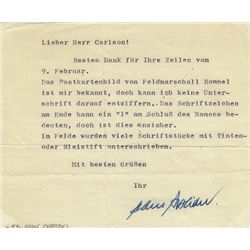 Lieber Herr Carlson!
Besten Dank für Ihre Zeilen von
9. Februar.
Das Postkartenbild von Feldmarschall Rommel
ist mir bekannt, doch kann ich keine Unter-
schrift darauf entziffern. Das Schriftzeichen
am Ende kann ein "l" am Schluß des Namens be-
deuten, doch ist dies unsicher.
Im Felde wurden viele Schriftstücke mit Tinten-
oder Bleistift unterschrieben.
Mit besten Grüßen
Ihr